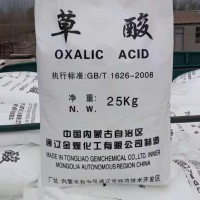 草酸
OXALIC ACID
执行标准:GB/T 1626-2008
净重: 25Kg
N. W.
中国内蒙古自治区
通辽金煤化工有限公司制造
MADE IN TONGLIAO GEMCHEMICAL CO.,LTD, INNER
MONGOLIA AUTONOMOUS REGION CHINA